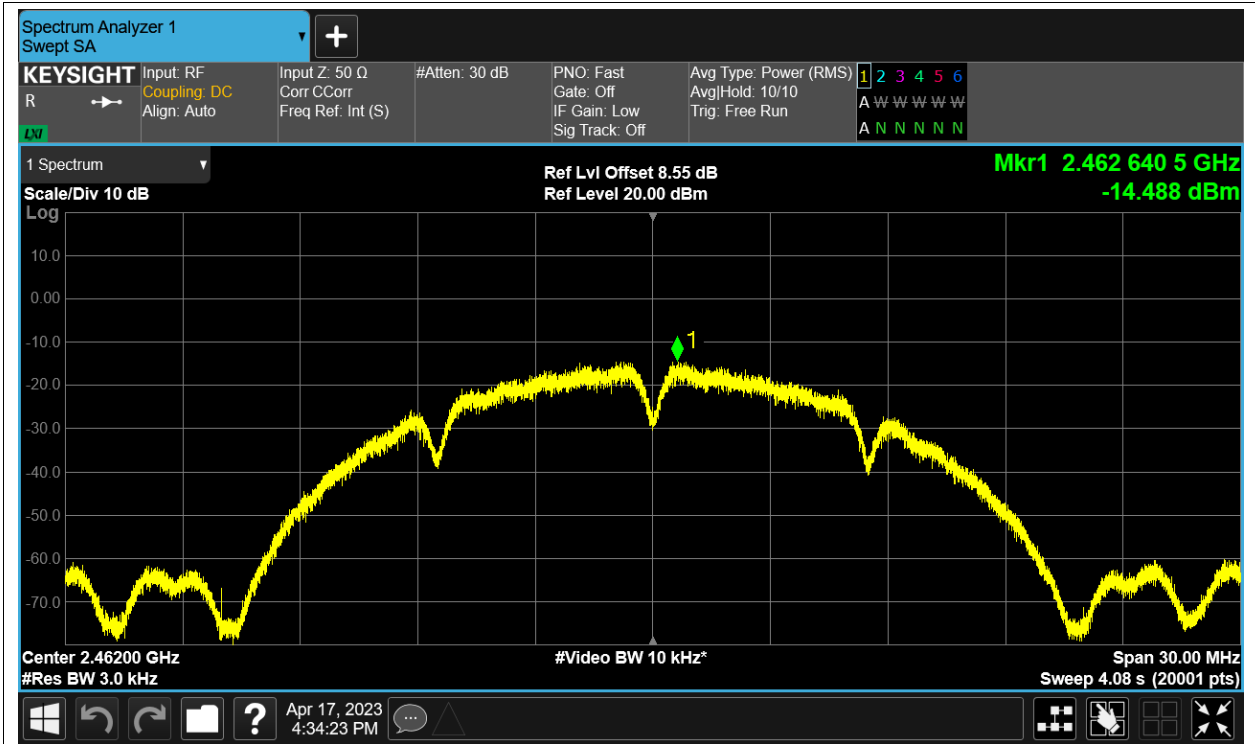 Spectrum Analyzer 1
Swept SA
KEYSIGHT
R
LXI
Input: RF
Coupling: DC
Align: Auto
Input Z: 50 Ω
Corr CCorr
Freq Ref: Int (S)
#Atten: 30 dB
PNO: Fast
Gate: Off
IF Gain: Low
Sig Track: Off
Avg Type: Power (RMS)
Avg|Hold: 10/10
Trig: Free Run
1 2 3 4 5 6
A W W W W W
A N N N N N
1 Spectrum
Scale/Div 10 dB
Ref Lvl Offset 8.55 dB
Ref Level 20.00 dBm
Mkr1 2.462 640 5 GHz
-14.488 dBm
Log
10.0
0.00
-10.0
-20.0
-30.0
-40.0
-50.0
-60.0
-70.0
1
Center 2.46200 GHz
#Res BW 3.0 kHz
#Video BW 10 kHz*
Span 30.00 MHz
Sweep 4.08 s (20001 pts)
?
Apr 17, 2023
4:34:23 PM